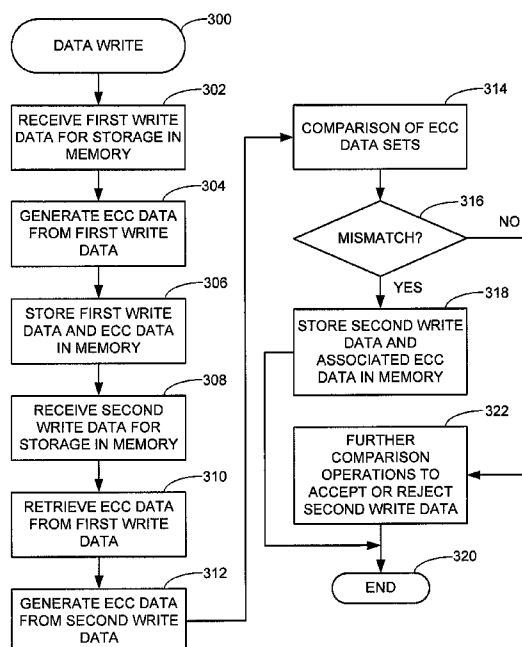 300
DATA WRITE
302
RECEIVE FIRST WRITE
DATA FOR STORAGE IN
MEMORY
304
GENERATE ECC DATA
FROM FIRST WRITE
DATA
306
STORE FIRST WRITE
DATA AND ECC DATA
IN MEMORY
308
RECEIVE SECOND
WRITE DATA FOR
STORAGE IN MEMORY
310
RETRIEVE ECC DATA
FROM FIRST WRITE
DATA
312
GENERATE ECC DATA
FROM SECOND WRITE
DATA
314
COMPARISON OF ECC
DATA SETS
316
MISMATCH?
NO
YES
318
STORE SECOND WRITE
DATA AND
ASSOCIATED ECC
DATA IN MEMORY
322
FURTHER
COMPARISON
OPERATIONS TO
ACCEPT OR REJECT
SECOND WRITE DATA
320
END